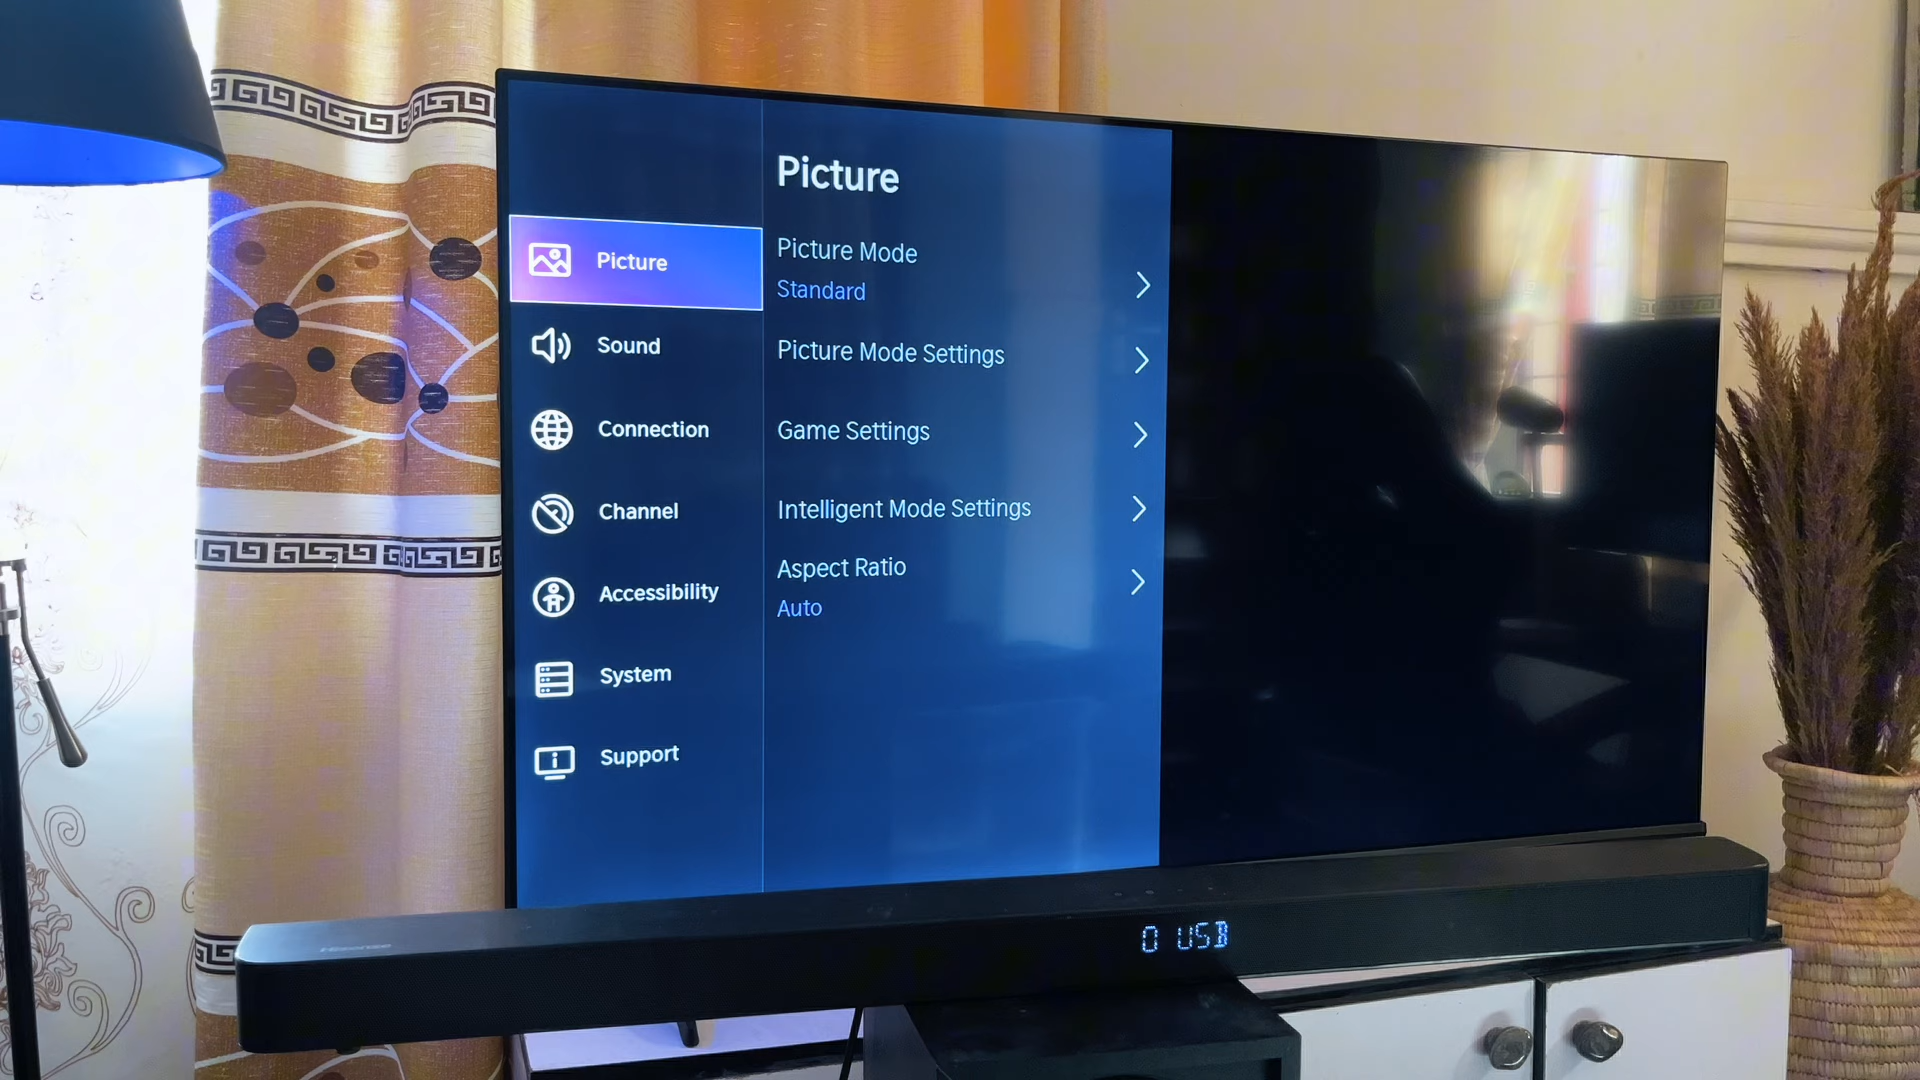 Picture
Sound
Connection
Channel
Accessibility
System
Support
Picture
Picture Mode
Standard
Picture Mode Settings
Game Settings
Intelligent Mode Settings
Aspect Ratio
Auto
Hisense
0 USB